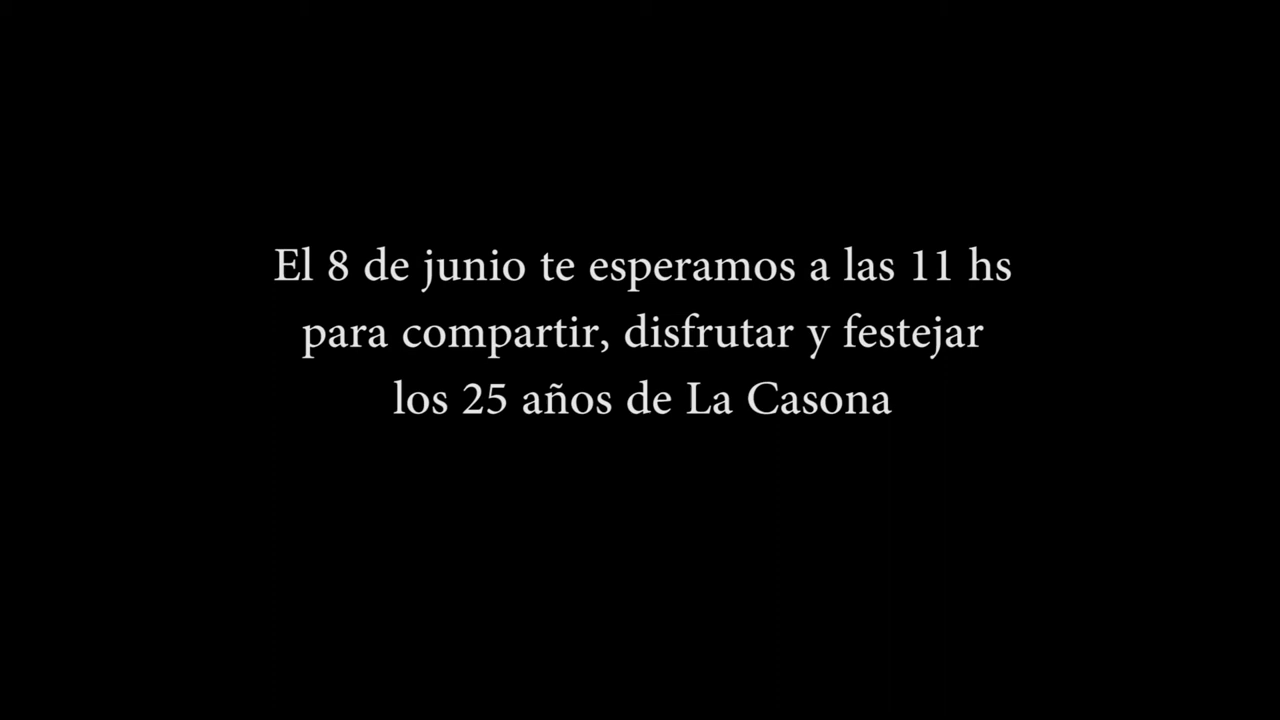 El 8 de junio te esperamos a las 11 hs
para compartir, disfrutar y festejar
los 25 años de La Casona